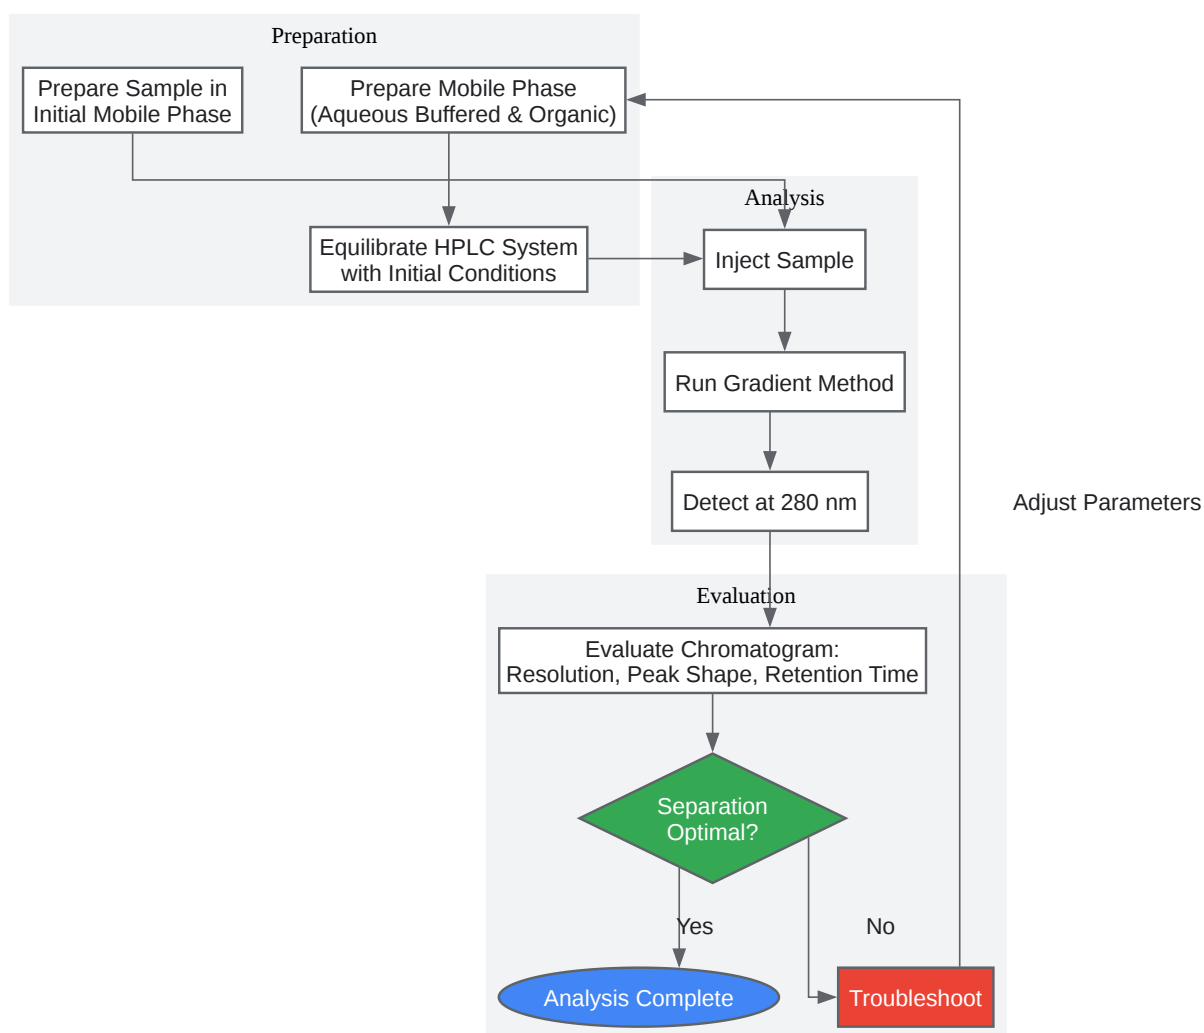 Preparation
Prepare Sample in
Initial Mobile Phase
Prepare Mobile Phase
(Aqueous Buffered & Organic)
Equilibrate HPLC System
with Initial Conditions
Analysis
Inject Sample
Run Gradient Method
Detect at 280 nm
Adjust Parameters
Evaluation
Evaluate Chromatogram:
Resolution, Peak Shape, Retention Time
Separation
Optimal?
Yes
No
Analysis Complete
Troubleshoot